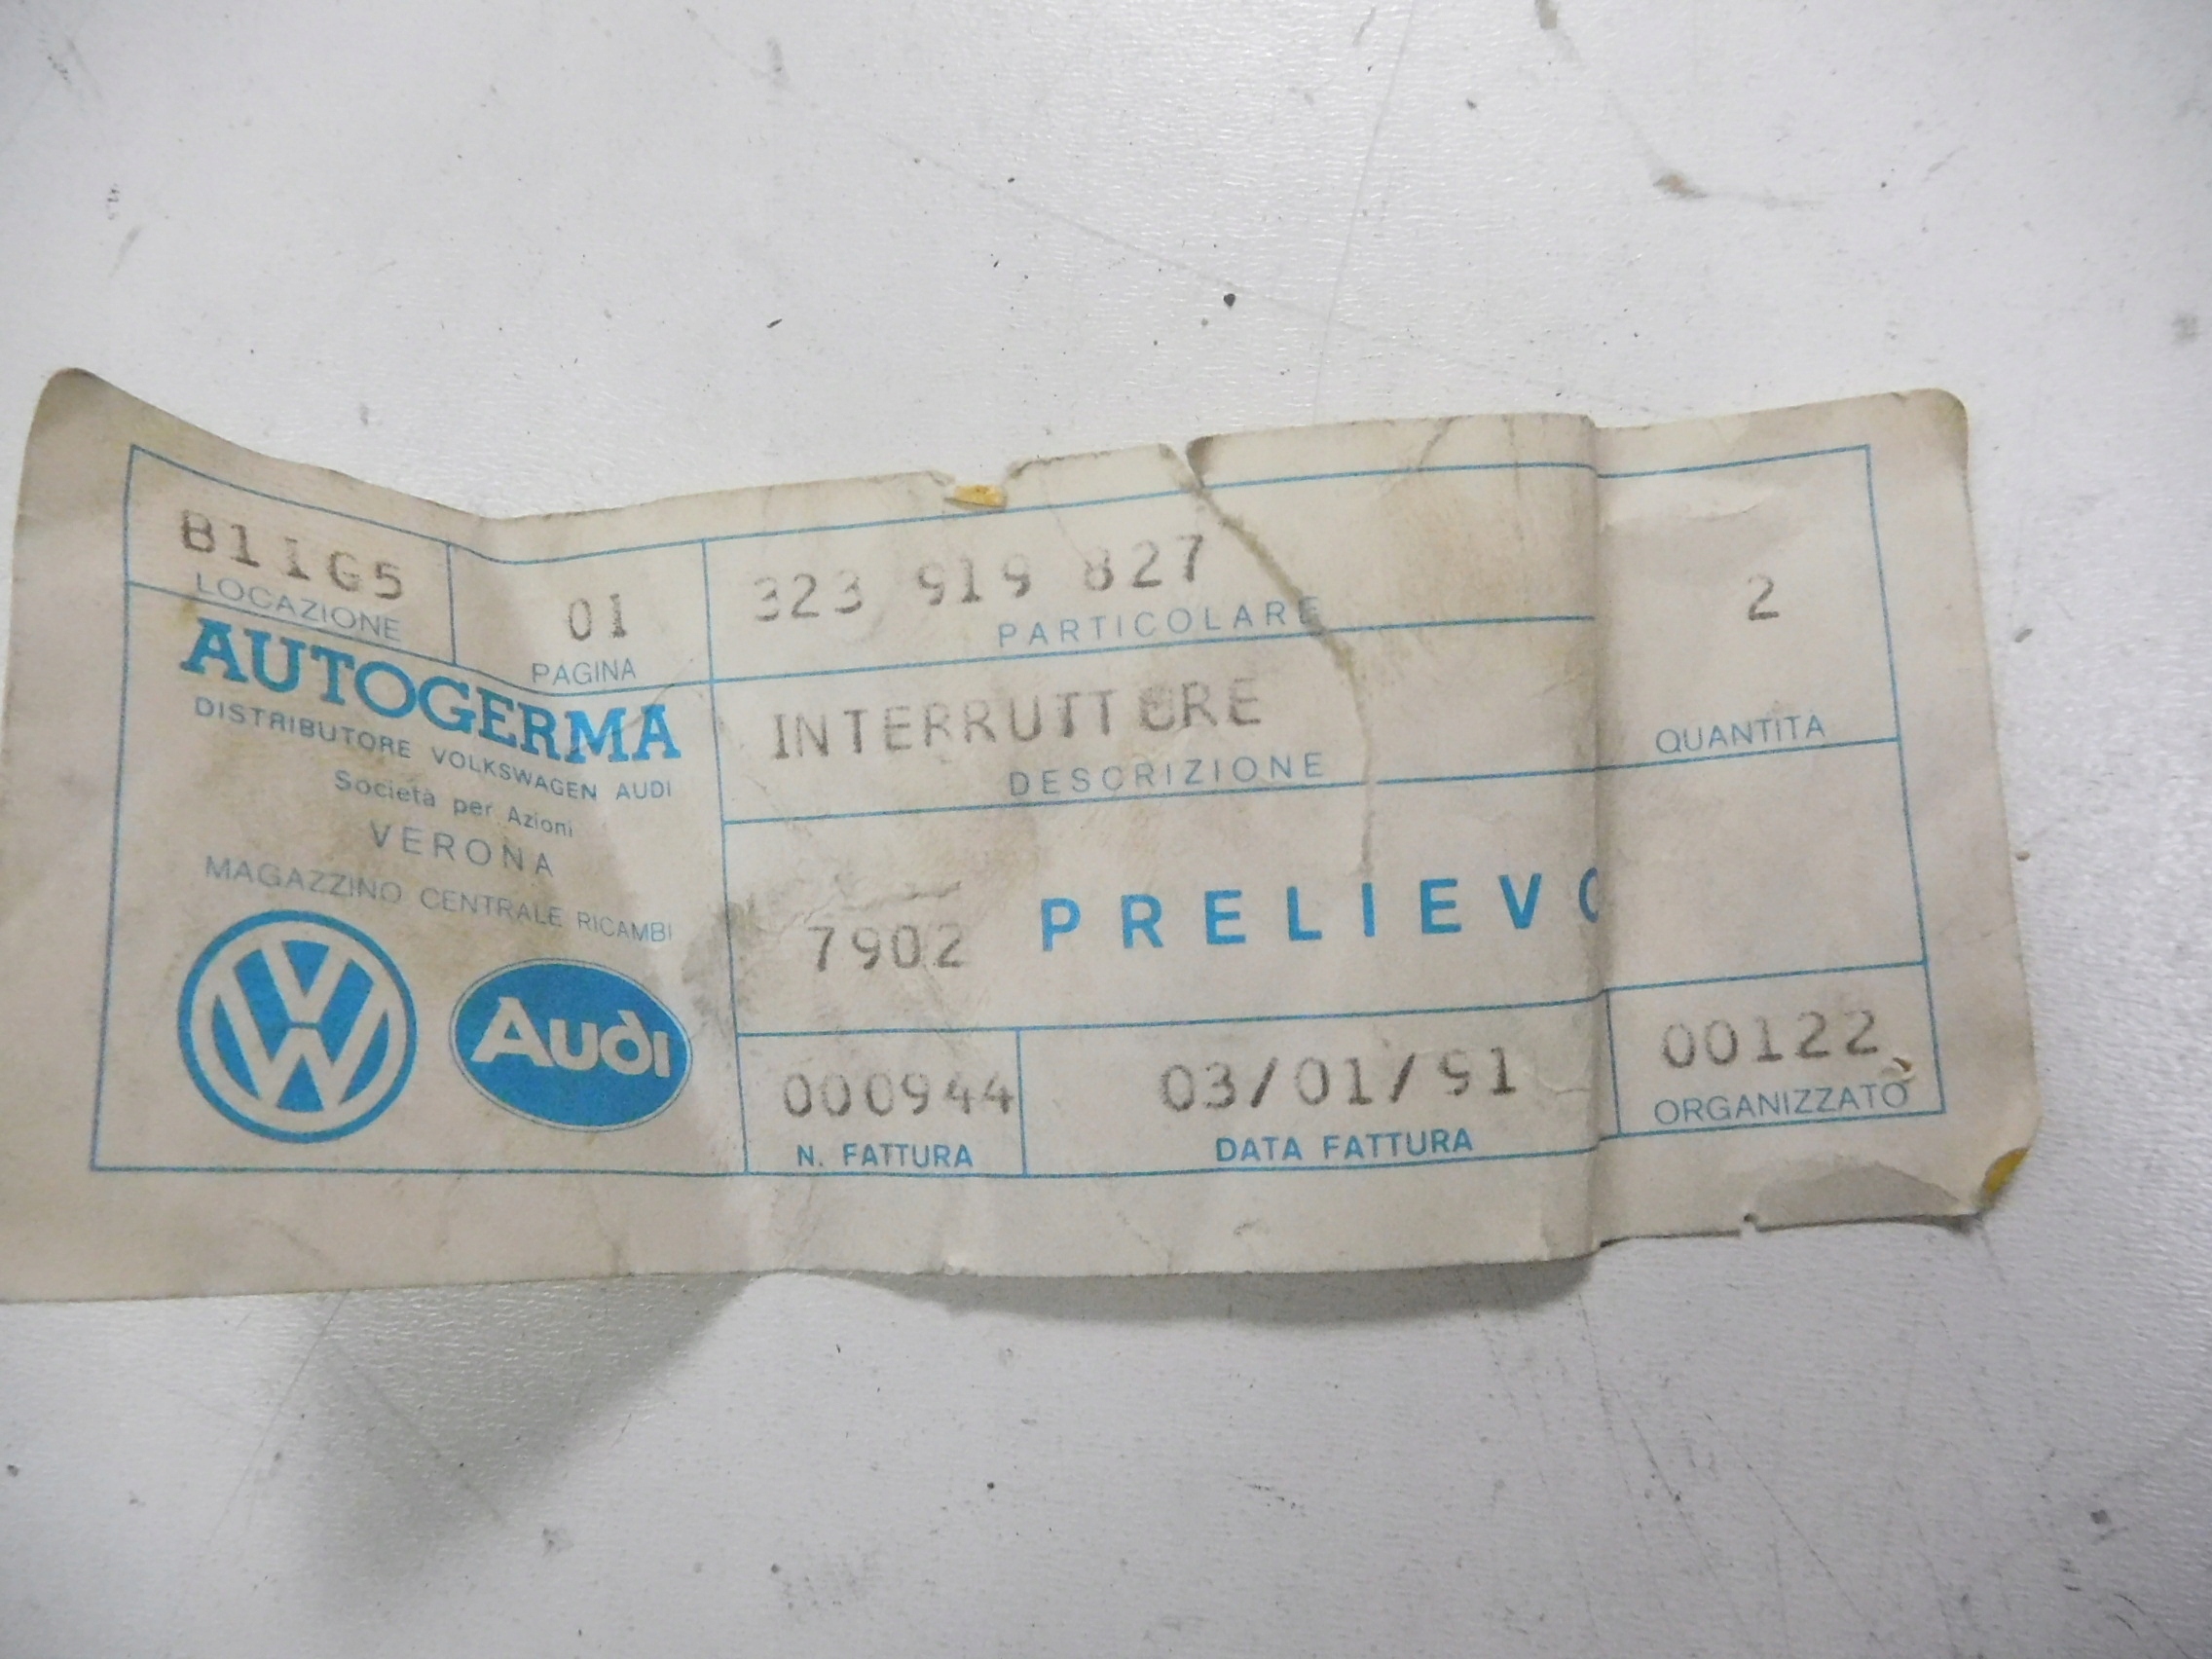 B11G5
LOCAZIONE
01
PAGINA
323 919 827
PARTICOLARE
2
QUANTITÀ
AUTOGERMA
DISTRIBUTORE VOLKSWAGEN AUDI
Società per Azioni
VERONA
MAGAZZINO CENTRALE RICAMBI
VW
Audi
INTERRUTTORE
DESCRIZIONE
7902
PRELIEVO
000944
N. FATTURA
03/01/91
DATA FATTURA
00122
ORGANIZZATO